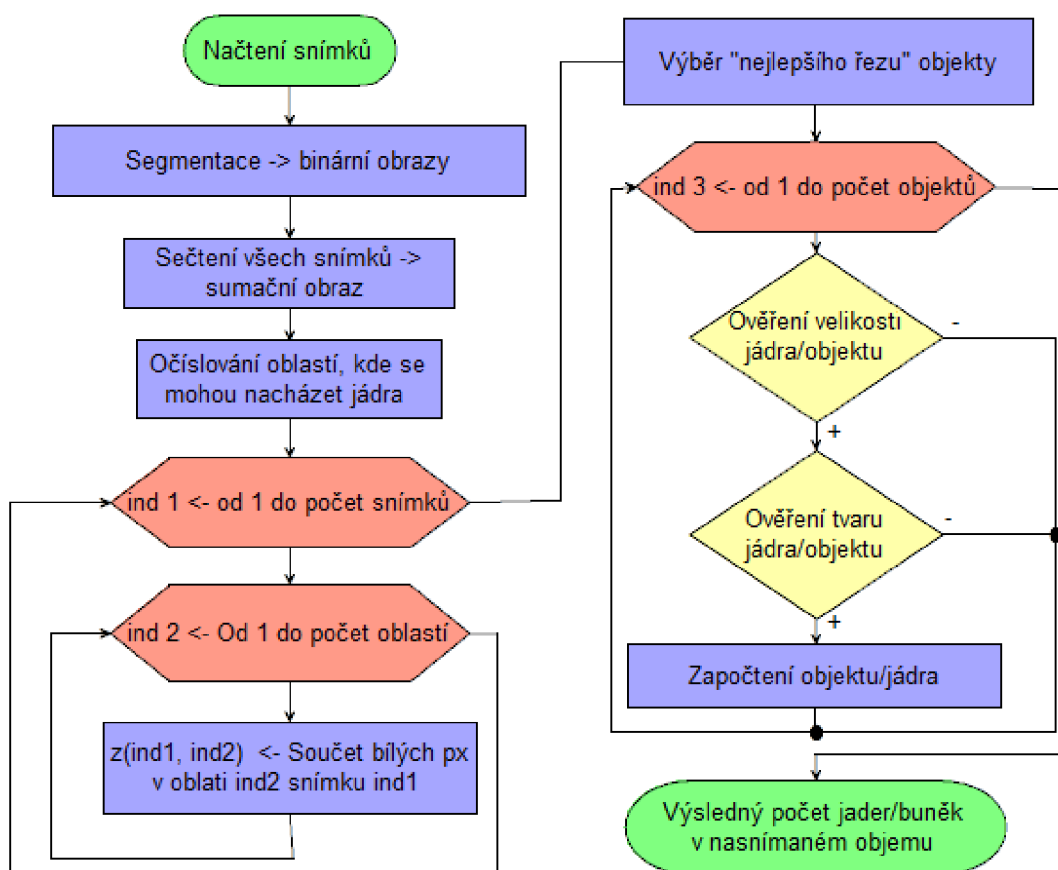 Načtení snímků
Segmentace -> binární obrazy
Sečtení všech snímků ->
sumační obraz
Očíslování oblastí, kde se
mohou nacházet jádra
ind 1 <- od 1 do počet snímků
ind 2 <- Od 1 do počet oblastí
z(ind1, ind2) <- Součet bílých px
v oblati ind2 snímku ind1
Výběr "nejlepšího řezu" objekty
ind 3 <- od 1 do počet objektů
Ověření velikosti
jádra/objektu
-
+
Ověření tvaru
jádra/objektu
-
+
Započtení objektu/jádra
Výsledný počet jader/buněk
v nasnímaném objemu